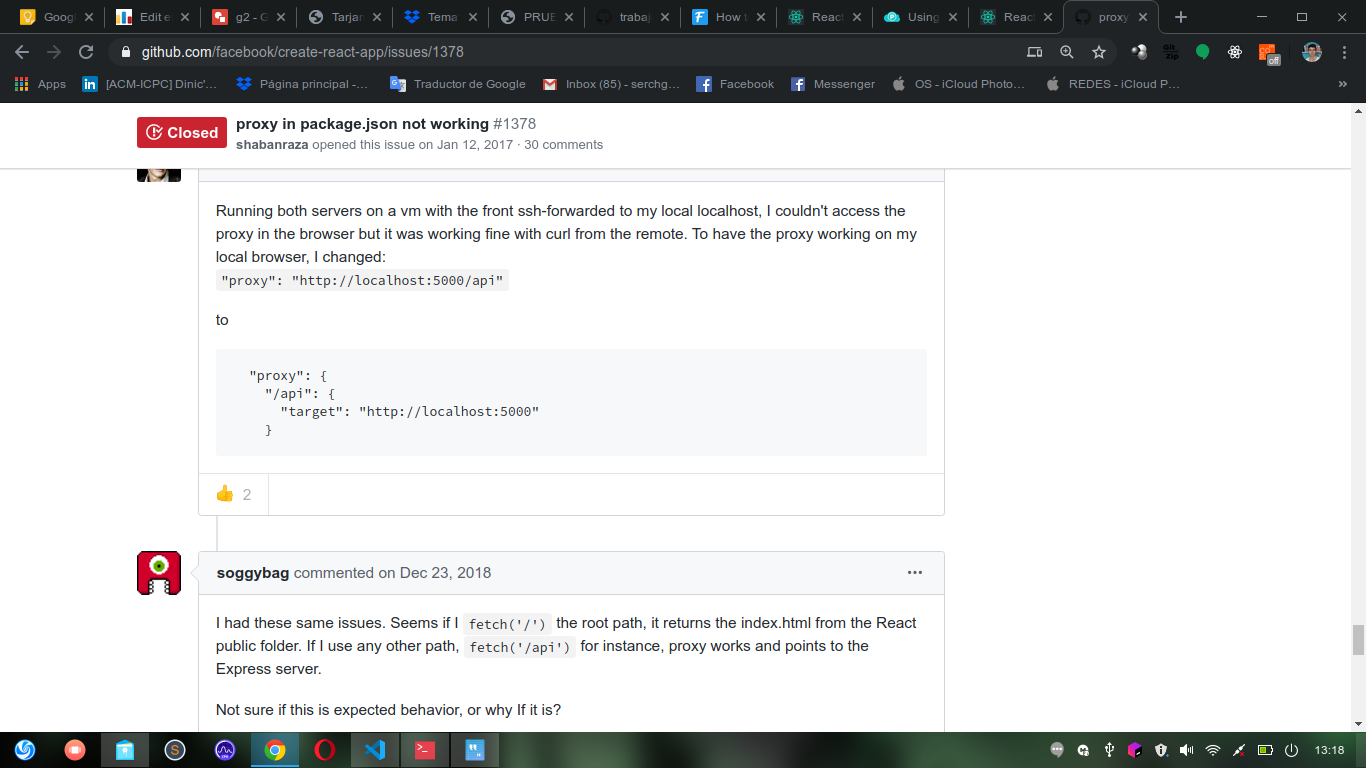 Googl
Edit e
g2 - G
Tarjan
Tema
PRUE
trabaj
How t
React
Using
React
proxy
github.com/facebook/create-react-app/issues/1378
Apps
[ACM-ICPC] Dinic'...
Página principal -...
Traductor de Google
Inbox (85) - serchg...
Facebook
Messenger
OS - iCloud Photo...
REDES - iCloud P...
»
off
Closed
proxy in package.json not working #1378
shabanraza opened this issue on Jan 12, 2017 · 30 comments
Running both servers on a vm with the front ssh-forwarded to my local localhost, I couldn't access the
proxy in the browser but it was working fine with curl from the remote. To have the proxy working on my
local browser, I changed:
"proxy": "http://localhost:5000/api"
to
"proxy": {
"/api": {
"target": "http://localhost:5000"
}
2
soggybag commented on Dec 23, 2018
I had these same issues. Seems if I fetch('/') the root path, it returns the index.html from the React
public folder. If I use any other path, fetch('/api') for instance, proxy works and points to the
Express server.
Not sure if this is expected behavior, or why If it is?
13:18